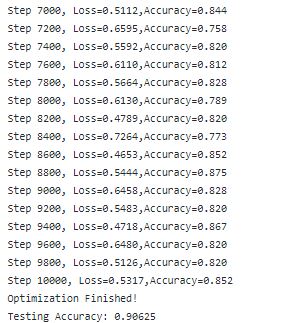 Step 7000, Loss=0.5112,Accuracy=0.844
Step 7200, Loss=0.6595,Accuracy=0.758
Step 7400, Loss=0.5592,Accuracy=0.820
Step 7600, Loss=0.6110,Accuracy=0.812
Step 7800, Loss=0.5664,Accuracy=0.828
Step 8000, Loss=0.6130,Accuracy=0.789
Step 8200, Loss=0.4789,Accuracy=0.820
Step 8400, Loss=0.7264,Accuracy=0.773
Step 8600, Loss=0.4653,Accuracy=0.852
Step 8800, Loss=0.5444,Accuracy=0.875
Step 9000, Loss=0.6458,Accuracy=0.828
Step 9200, Loss=0.5483,Accuracy=0.820
Step 9400, Loss=0.4718,Accuracy=0.867
Step 9600, Loss=0.6480,Accuracy=0.820
Step 9800, Loss=0.5126,Accuracy=0.820
Step 10000, Loss=0.5317,Accuracy=0.852
Optimization Finished!
Testing Accuracy: 0.90625